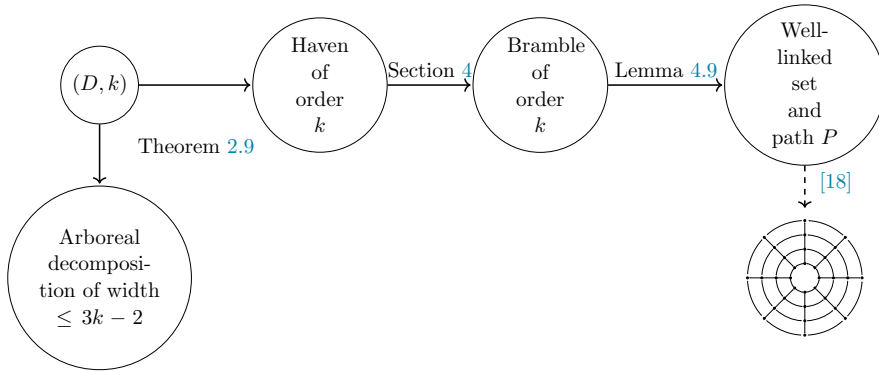 (D, k)
Haven
of
order
k
Section 4
Bramble
of
order
k
Lemma 4.9
Well-
linked
set
and
path P
Theorem 2.9
[18]
Arboreal
decomposi-
tion of width
≤ 3k − 2